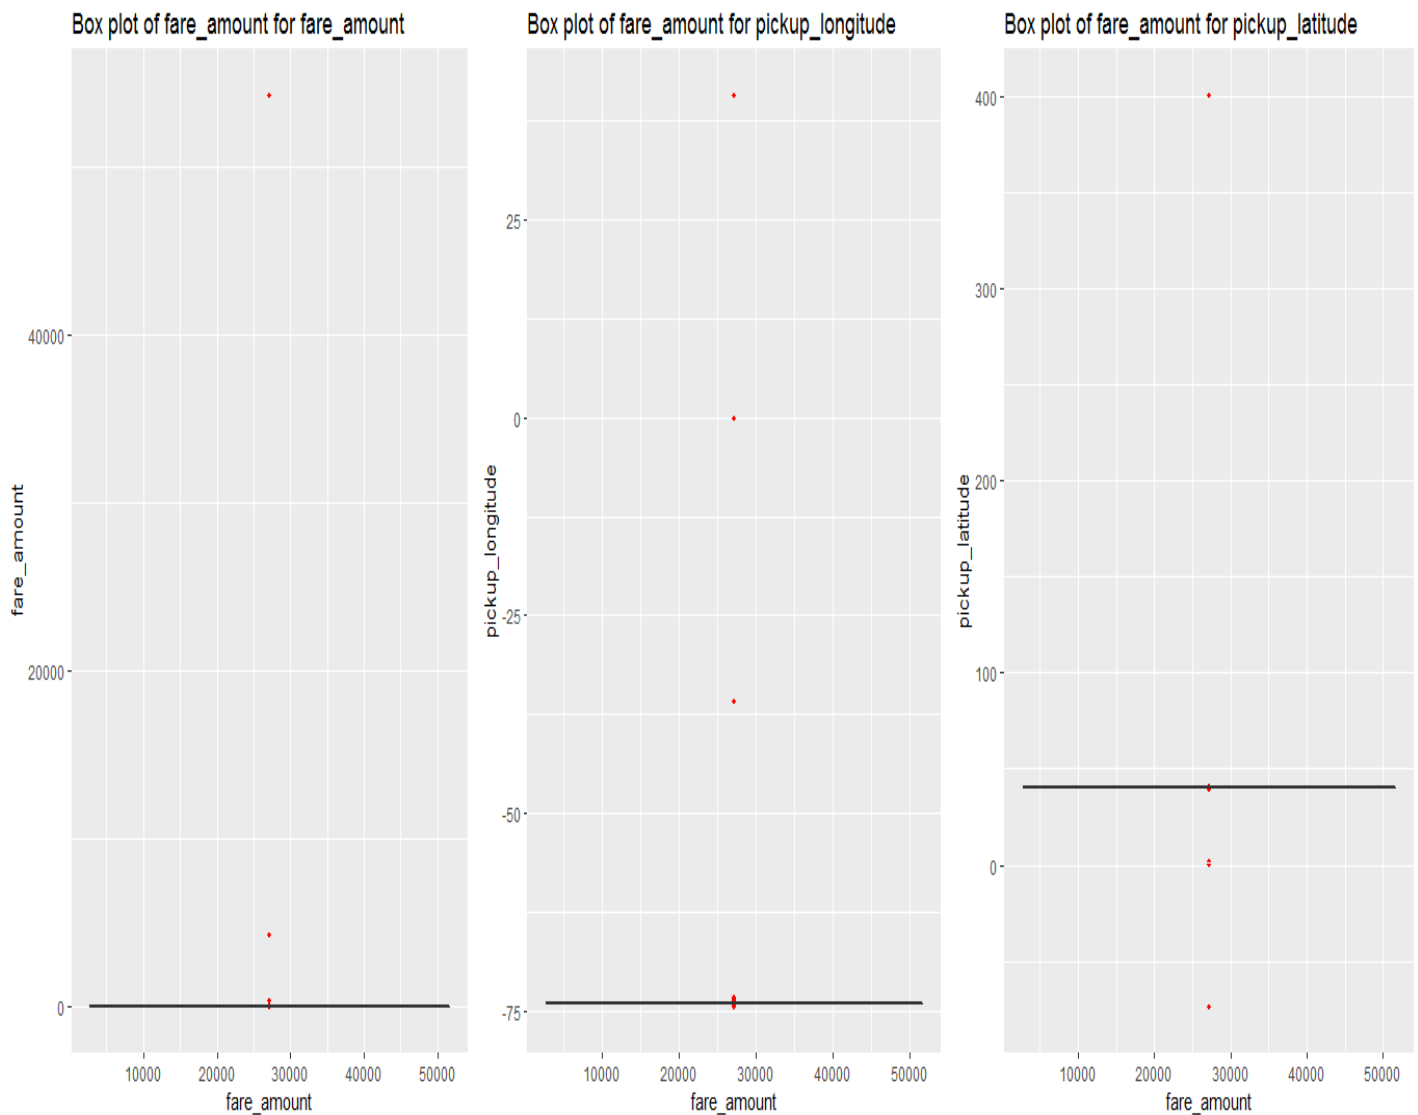 Box plot of fare_amount for fare_amount
fare_amount
40000
20000
0
10000 20000 30000 40000 50000
fare_amount
Box plot of fare_amount for pickup_longitude
pickup_longitude
25
0
-25
-50
-75
10000 20000 30000 40000 50000
fare_amount
Box plot of fare_amount for pickup_latitude
pickup_latitude
400
300
200
100
0
10000 20000 30000 40000 50000
fare_amount